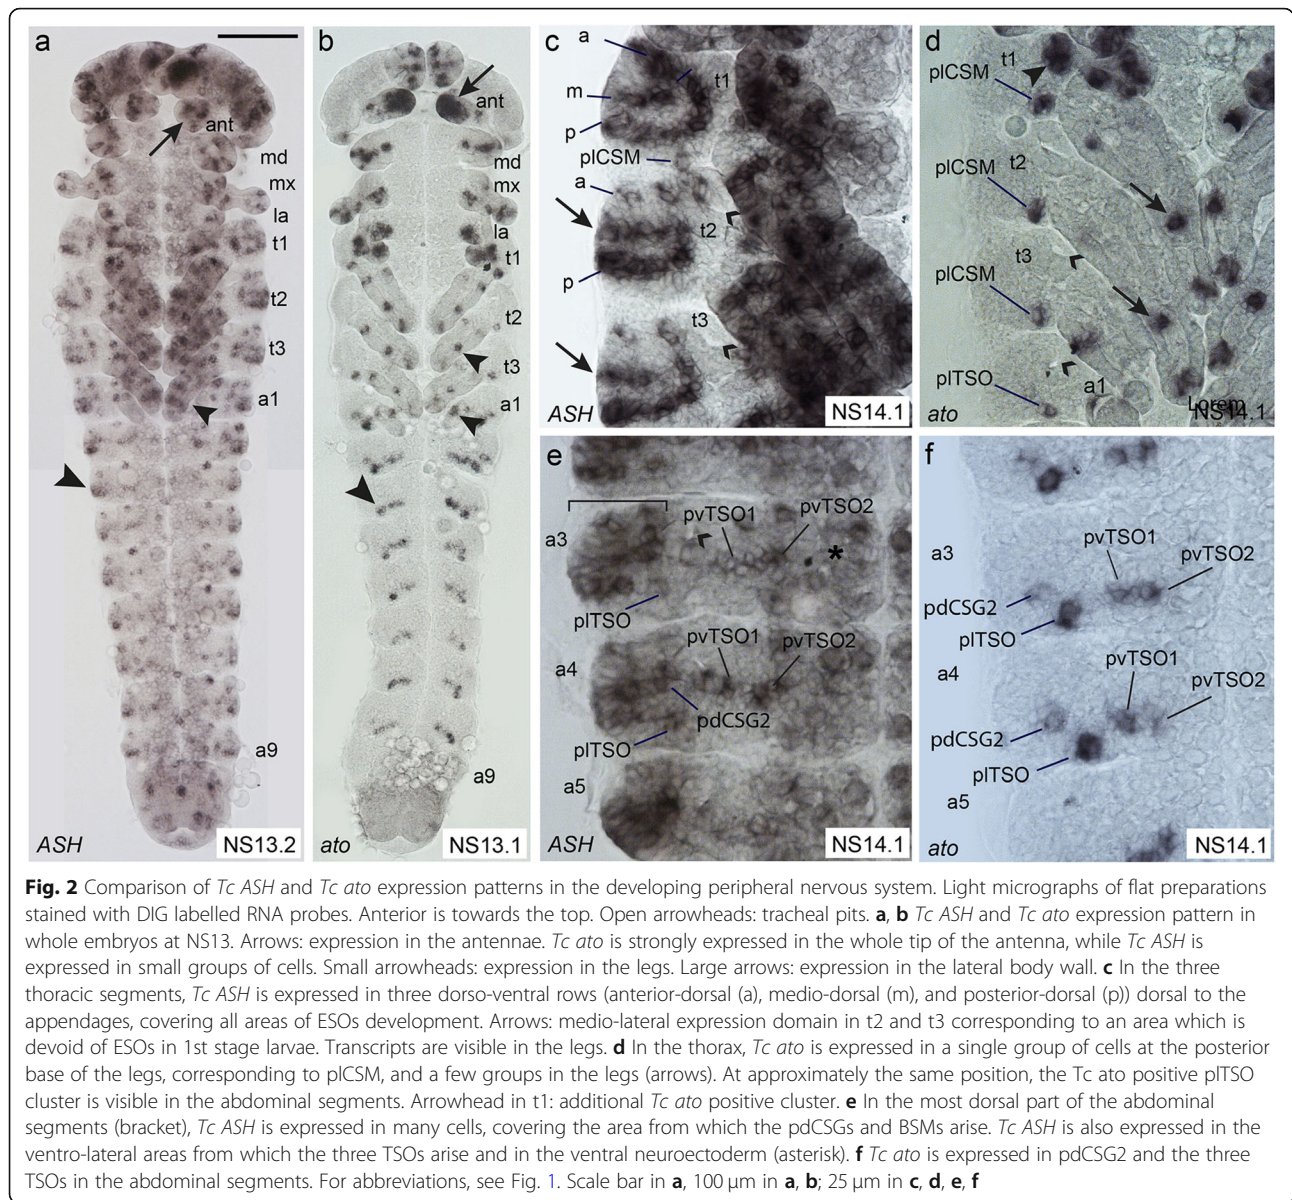 a
ant
md
mx
la
t1
t2
t3
a1
a9
ASH
NS13.2
b
ant
md
mx
la
t1
t2
t3
a1
a9
ato
NS13.1
c
a
t1
m
p
plCSM
a
t2
p
t3
ASH
NS14.1
d
t1
plCSM
t2
plCSM
t3
plCSM
plTSO
a1
Lorem
ato
NS14.1
e
pvTSO1
pvTSO2
a3
*
plTSO
pvTSO1
pvTSO2
a4
pdCSG2
plTSO
a5
ASH
NS14.1
f
a3
pvTSO1
pvTSO2
pdCSG2
plTSO
a4
pvTSO1
pvTSO2
pdCSG2
plTSO
a5
ato
NS14.1
Fig. 2 Comparison of Tc ASH and Tc ato expression patterns in the developing peripheral nervous system. Light micrographs of flat preparations
stained with DIG labelled RNA probes. Anterior is towards the top. Open arrowheads: tracheal pits. a, b Tc ASH and Tc ato expression pattern in
whole embryos at NS13. Arrows: expression in the antennae. Tc ato is strongly expressed in the whole tip of the antenna, while Tc ASH is
expressed in small groups of cells. Small arrowheads: expression in the legs. Large arrows: expression in the lateral body wall. c In the three
thoracic segments, Tc ASH is expressed in three dorso-ventral rows (anterior-dorsal (a), medio-dorsal (m), and posterior-dorsal (p)) dorsal to the
appendages, covering all areas of ESOs development. Arrows: medio-lateral expression domain in t2 and t3 corresponding to an area which is
devoid of ESOs in 1st stage larvae. Transcripts are visible in the legs. d In the thorax, Tc ato is expressed in a single group of cells at the posterior
base of the legs, corresponding to plCSM, and a few groups in the legs (arrows). At approximately the same position, the Tc ato positive plTSO
cluster is visible in the abdominal segments. Arrowhead in t1: additional Tc ato positive cluster. e In the most dorsal part of the abdominal
segments (bracket), Tc ASH is expressed in many cells, covering the area from which the pdCSGs and BSMs arise. Tc ASH is also expressed in the
ventro-lateral areas from which the three TSOs arise and in the ventral neuroectoderm (asterisk). f Tc ato is expressed in pdCSG2 and the three
TSOs in the abdominal segments. For abbreviations, see Fig. 1. Scale bar in a, 100 μm in a, b; 25 μm in c, d, e, f